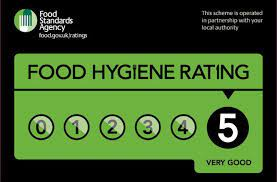 Food
Standards
Agency
food.gov.uk/ratings
This scheme is operated
in partnership with your
local authority
FOOD HYGIENE RATING
0 1 2 3 4 5
VERY GOOD